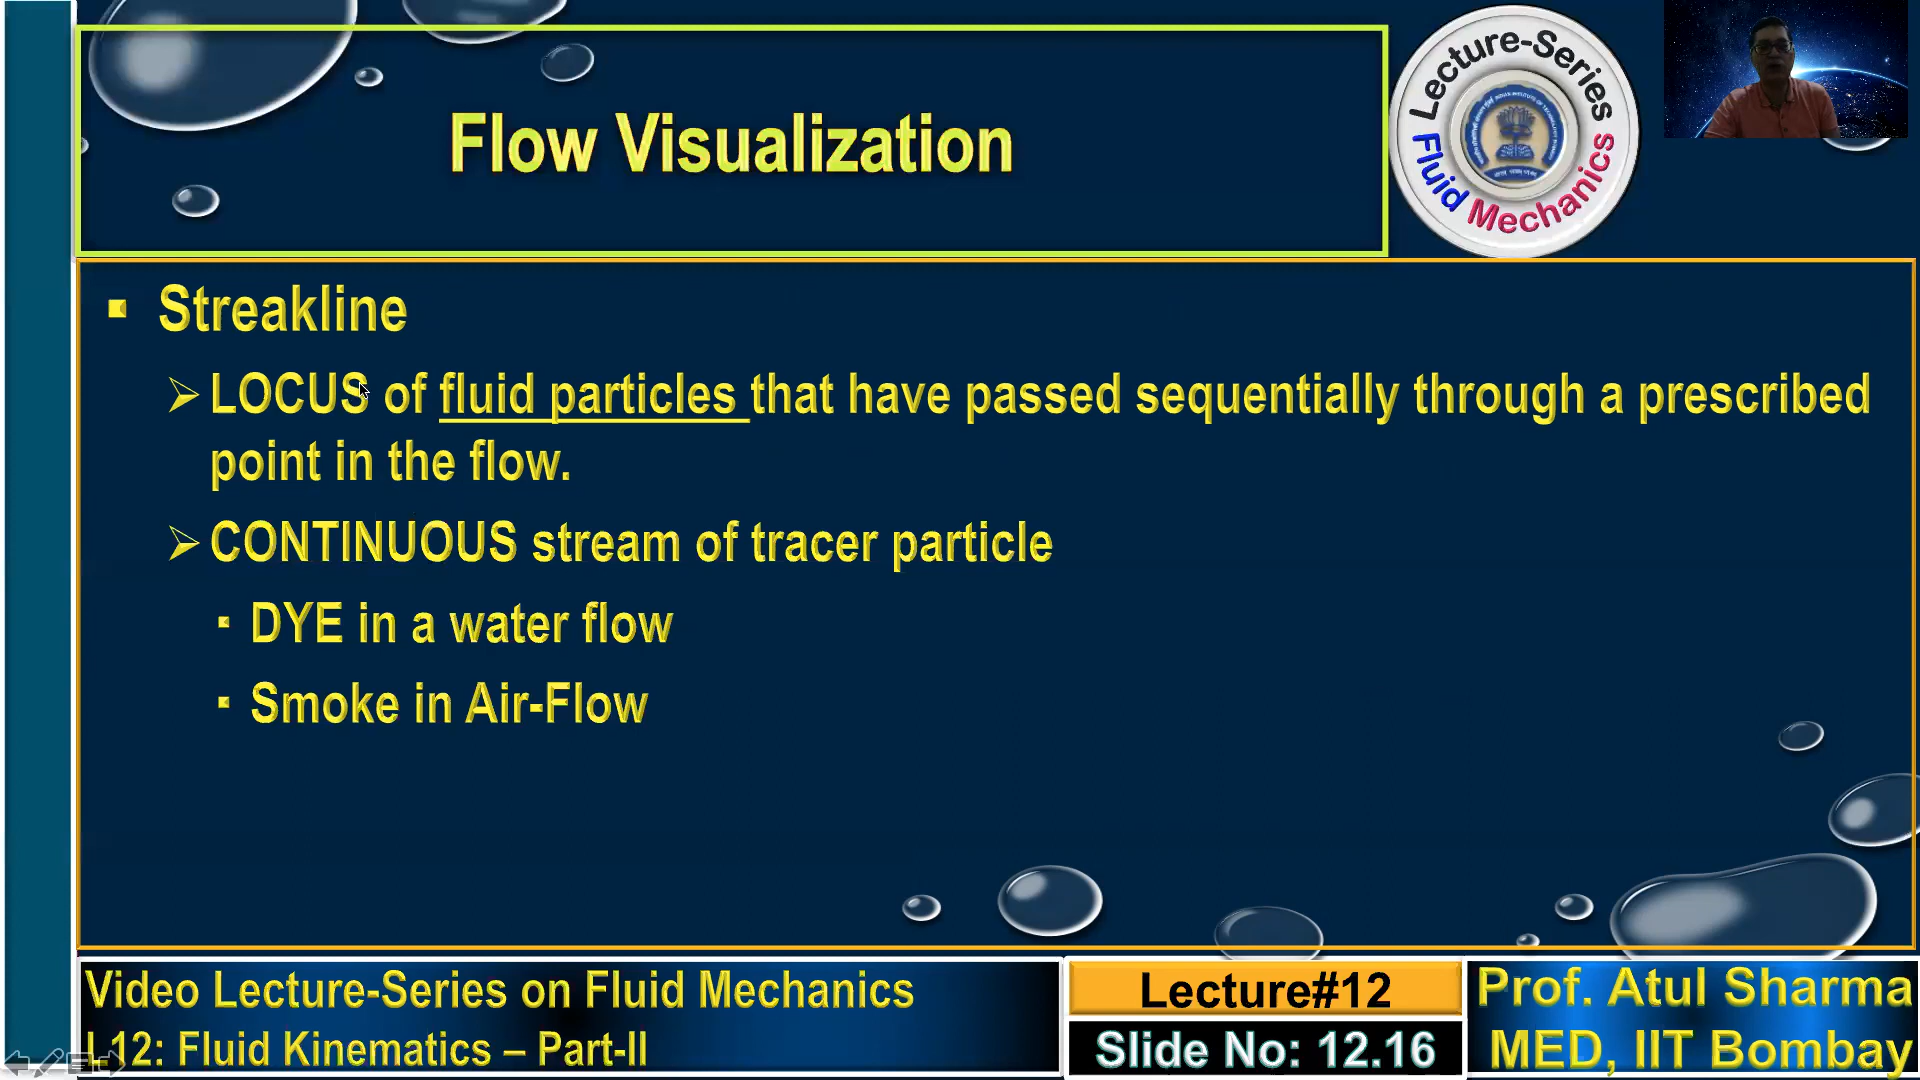 Flow Visualization
Lecture-Series
Fluid Mechanics
Streakline
LOCUS of fluid particles that have passed sequentially through a prescribed
point in the flow.
CONTINUOUS stream of tracer particle
DYE in a water flow
Smoke in Air-Flow
Video Lecture-Series on Fluid Mechanics
L12: Fluid Kinematics – Part-II
Lecture#12
Slide No: 12.16
Prof. Atul Sharma
MED, IIT Bombay